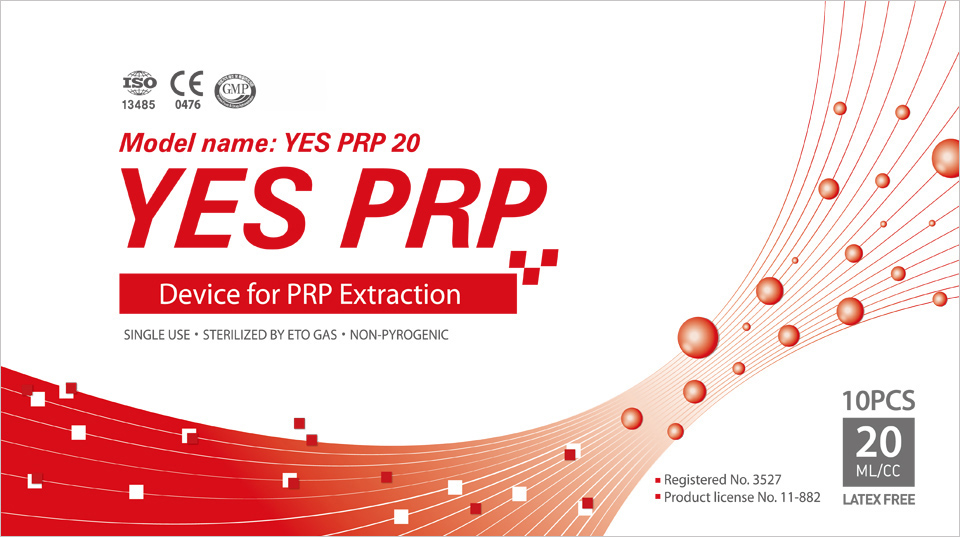 ISO
13485
CE
0476
GMP
Model name: YES PRP 20
YES PRP
Device for PRP Extraction
SINGLE USE • STERILIZED BY ETO GAS • NON-PYROGENIC
10PCS
20
ML/CC
LATEX FREE
Registered No. 3527
Product license No. 11-882